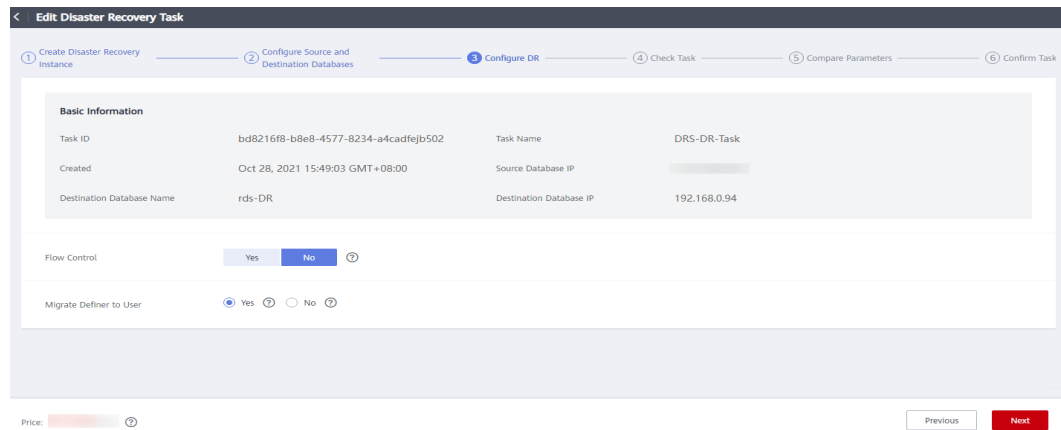 < Edit Disaster Recovery Task
1 Create Disaster Recovery Instance
2 Configure Source and Destination Databases
3 Configure DR
4 Check Task
5 Compare Parameters
6 Confirm Task
Basic Information
Task ID bd8216f8-b8e8-4577-8234-a4cadfejb502 Task Name DRS-DR-Task
Created Oct 28, 2021 15:49:03 GMT+08:00 Source Database IP
Destination Database Name rds-DR Destination Database IP 192.168.0.94
Flow Control Yes No ?
Migrate Definer to User Yes ? No ?
Price: ? Previous Next